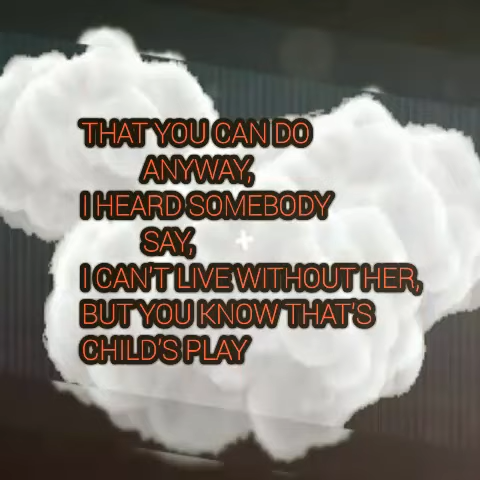 THAT YOU CAN DO
ANYWAY,
I HEARD SOMEBODY
SAY,
I CAN'T LIVE WITHOUT HER,
BUT YOU KNOW THAT'S
CHILD'S PLAY